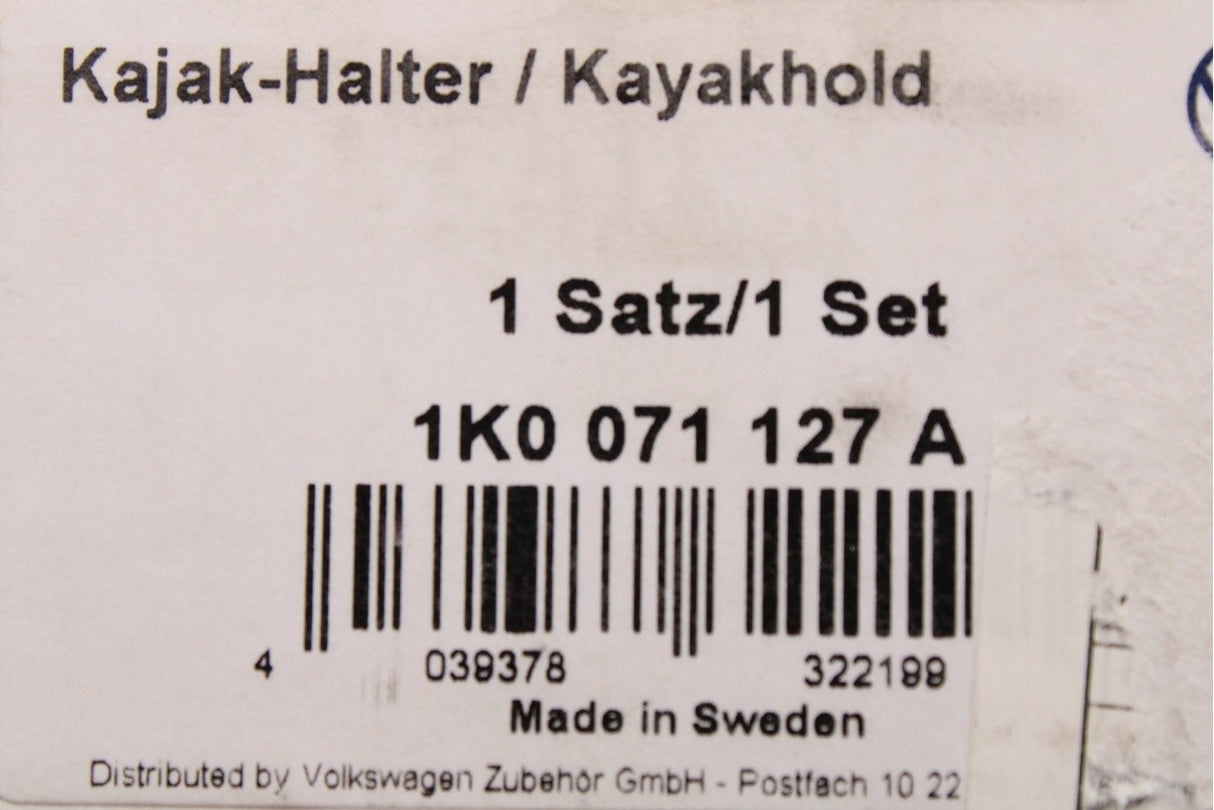 Kajak-Halter / Kayakhold
1 Satz/1 Set
1K0 071 127 A
4 039378 322199
Made in Sweden
Distributed by Volkswagen Zubehör GmbH - Postfach 10 22